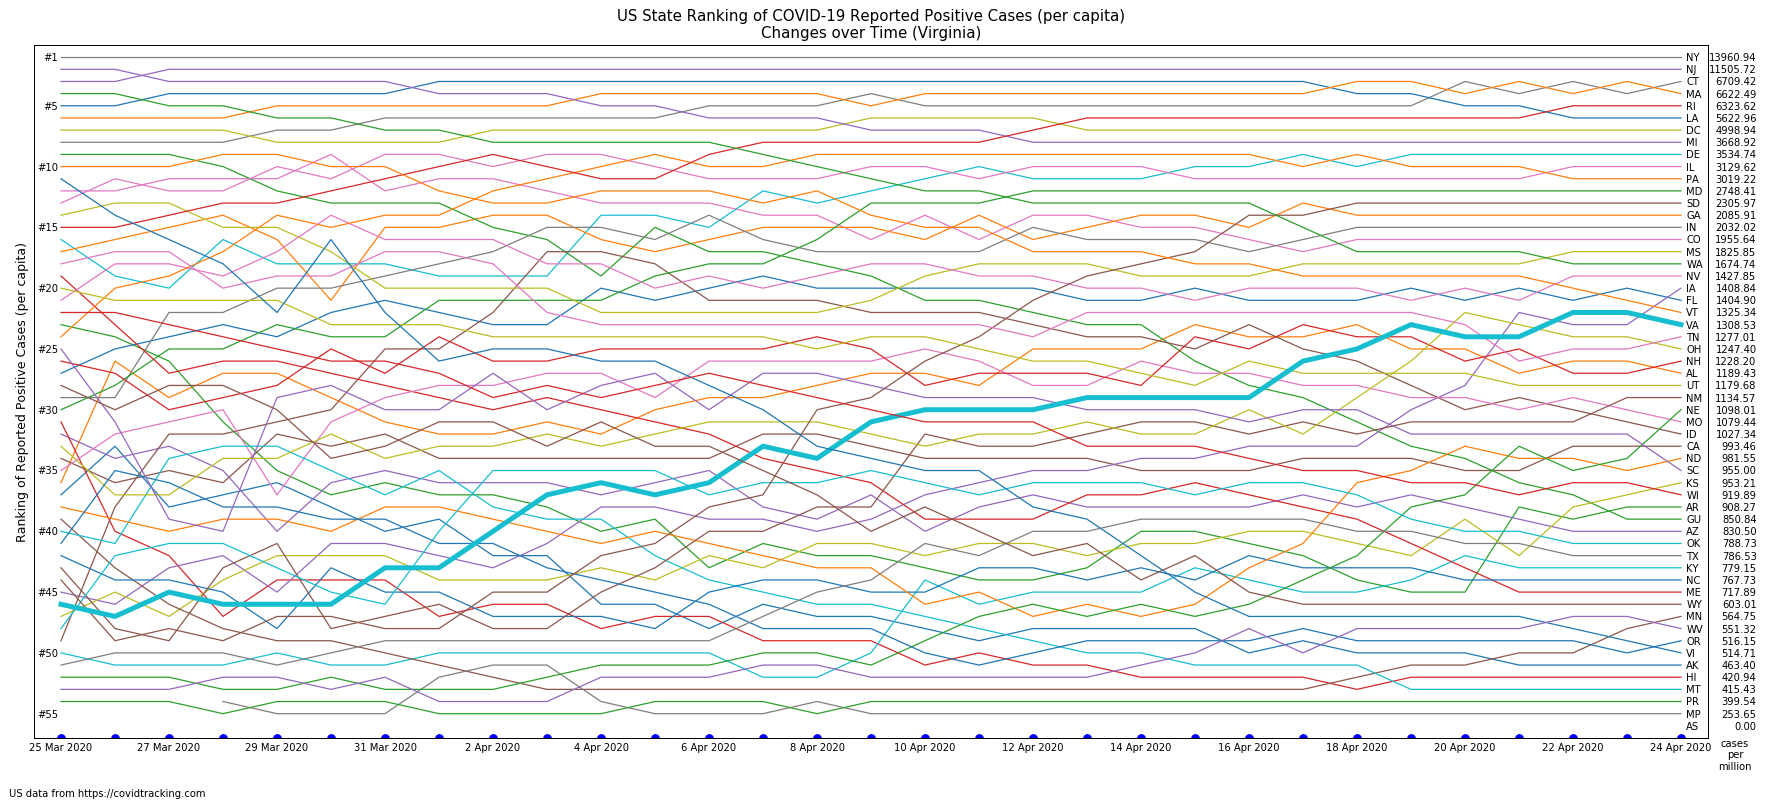 US State Ranking of COVID-19 Reported Positive Cases (per capita)
Changes over Time (Virginia)
Ranking of Reported Positive Cases (per capita)
#1
#5
#10
#15
#20
#25
#30
#35
#40
#45
#50
#55
NY 13960.94
NJ 11505.72
CT 6709.42
MA 6622.49
RI 6323.62
LA 5622.96
DC 4998.94
MI 3668.92
DE 3534.74
IL 3129.62
PA 3019.22
MD 2748.41
SD 2305.97
GA 2085.91
IN 2032.02
CO 1955.64
MS 1825.85
WA 1674.74
NV 1427.85
IA 1408.84
FL 1404.90
VT 1325.34
VA 1308.53
TN 1277.01
OH 1247.40
NH 1228.20
AL 1189.43
UT 1179.68
NM 1134.57
NE 1098.01
MO 1079.44
ID 1027.34
CA 993.46
ND 981.55
SC 955.00
KS 953.21
WI 919.89
AR 908.27
GU 850.84
AZ 830.50
OK 788.73
TX 786.53
KY 779.15
NC 767.73
ME 717.89
WY 603.01
MN 564.75
WV 551.32
OR 516.15
VI 514.71
AK 463.40
HI 420.94
MT 415.43
PR 399.54
MP 253.65
AS 0.00
25 Mar 2020 27 Mar 2020 29 Mar 2020 31 Mar 2020 2 Apr 2020 4 Apr 2020 6 Apr 2020 8 Apr 2020 10 Apr 2020 12 Apr 2020 14 Apr 2020 16 Apr 2020 18 Apr 2020 20 Apr 2020 22 Apr 2020 24 Apr 2020
cases
per
million
US data from https://covidtracking.com